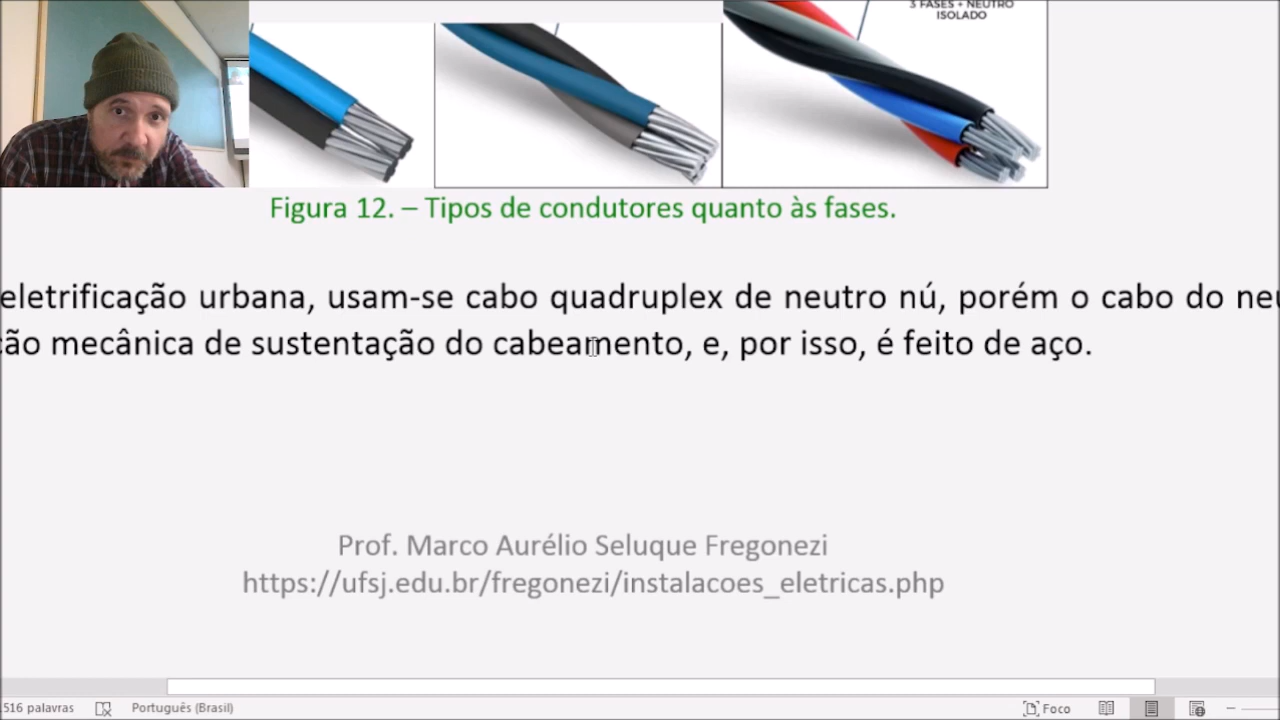 3 FASES + NEUTRO
ISOLADO
Figura 12. – Tipos de condutores quanto às fases.
eletrificação urbana, usam-se cabo quadruplex de neutro nú, porém o cabo do
mecânica de sustentação do cabeamento, e, por isso, é feito de aço.
Prof. Marco Aurélio Seluque Fregonezi
https://ufsj.edu.br/fregonezi/instalacoes_eletricas.php
516 palavras
Português (Brasil)
Foco